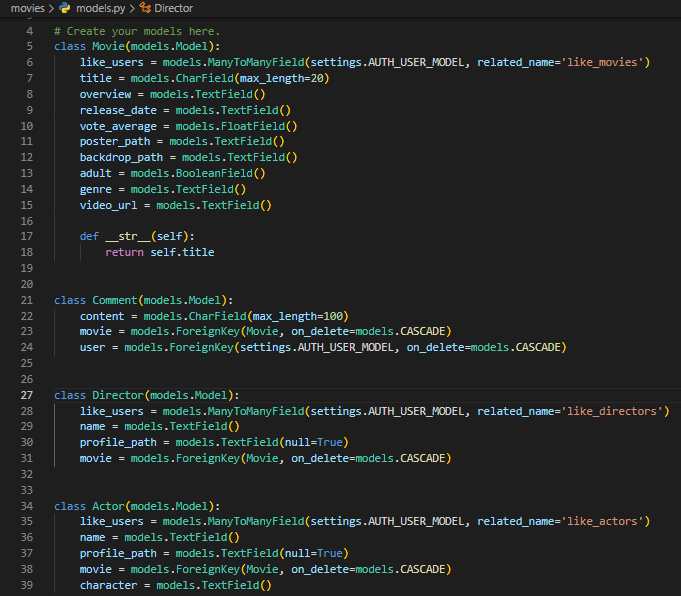 movies > models.py > Director
4 # Create your models here.
5 class Movie(models.Model):
6     like_users = models.ManyToManyField(settings.AUTH_USER_MODEL, related_name='like_movies')
7     title = models.CharField(max_length=20)
8     overview = models.TextField()
9     release_date = models.TextField()
10     vote_average = models.FloatField()
11     poster_path = models.TextField()
12     backdrop_path = models.TextField()
13     adult = models.BooleanField()
14     genre = models.TextField()
15     video_url = models.TextField()
16
17     def __str__(self):
18         return self.title
19
20
21 class Comment(models.Model):
22     content = models.CharField(max_length=100)
23     movie = models.ForeignKey(Movie, on_delete=models.CASCADE)
24     user = models.ForeignKey(settings.AUTH_USER_MODEL, on_delete=models.CASCADE)
25
26
27 class Director(models.Model):
28     like_users = models.ManyToManyField(settings.AUTH_USER_MODEL, related_name='like_directors')
29     name = models.TextField()
30     profile_path = models.TextField(null=True)
31     movie = models.ForeignKey(Movie, on_delete=models.CASCADE)
32
33
34 class Actor(models.Model):
35     like_users = models.ManyToManyField(settings.AUTH_USER_MODEL, related_name='like_actors')
36     name = models.TextField()
37     profile_path = models.TextField(null=True)
38     movie = models.ForeignKey(Movie, on_delete=models.CASCADE)
39     character = models.TextField()